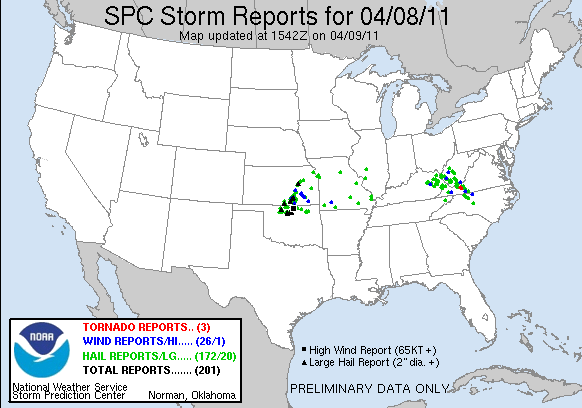 SPC Storm Reports for 04/08/11
Map updated at 1542Z on 04/09/11
NOAA
TORNADO REPORTS.. (3)
WIND REPORTS/HI..... (26/1)
HAIL REPORTS/LG..... (172/20)
TOTAL REPORTS....... (201)
National Weather Service
Storm Prediction Center Norman, Oklahoma
High Wind Report (65KT +)
Large Hail Report (2" dia. +)
PRELIMINARY DATA ONLY